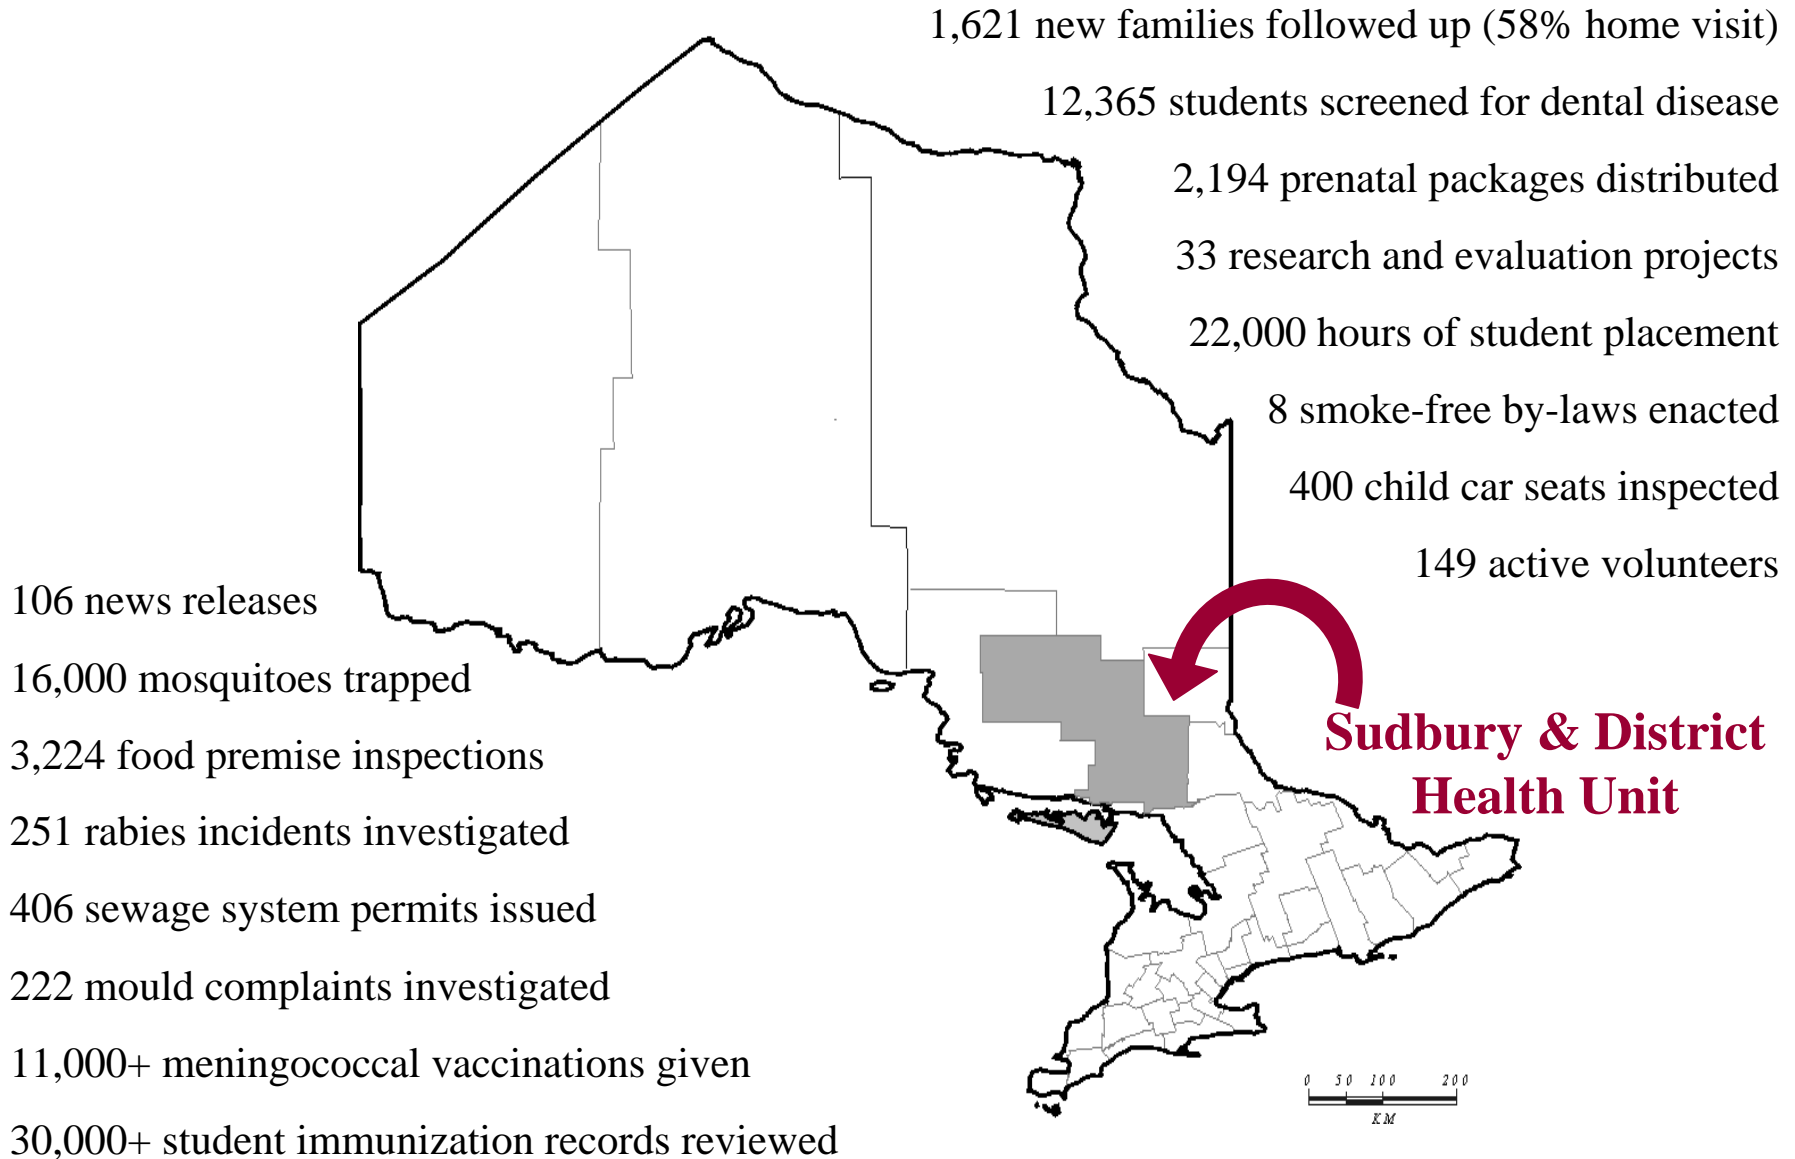 1,621 new families followed up (58% home visit)
12,365 students screened for dental disease
2,194 prenatal packages distributed
33 research and evaluation projects
22,000 hours of student placement
8 smoke-free by-laws enacted
400 child car seats inspected
149 active volunteers
106 news releases
16,000 mosquitoes trapped
3,224 food premise inspections
251 rabies incidents investigated
406 sewage system permits issued
222 mould complaints investigated
11,000+ meningococcal vaccinations given
30,000+ student immunization records reviewed
Sudbury & District
Health Unit
0 50 100 200
KM